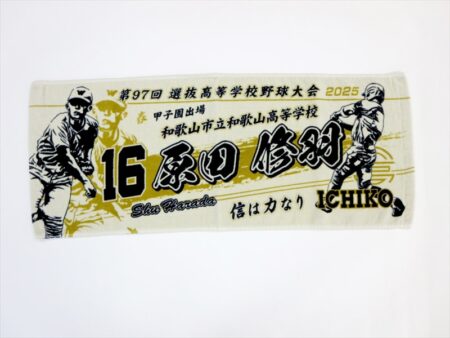 第97回 選抜高等学校野球大会 2025
春 甲子園出場
和歌山市立和歌山高等学校
16 原田 修羽
Shu Harada
信は力なり
ICHIKO